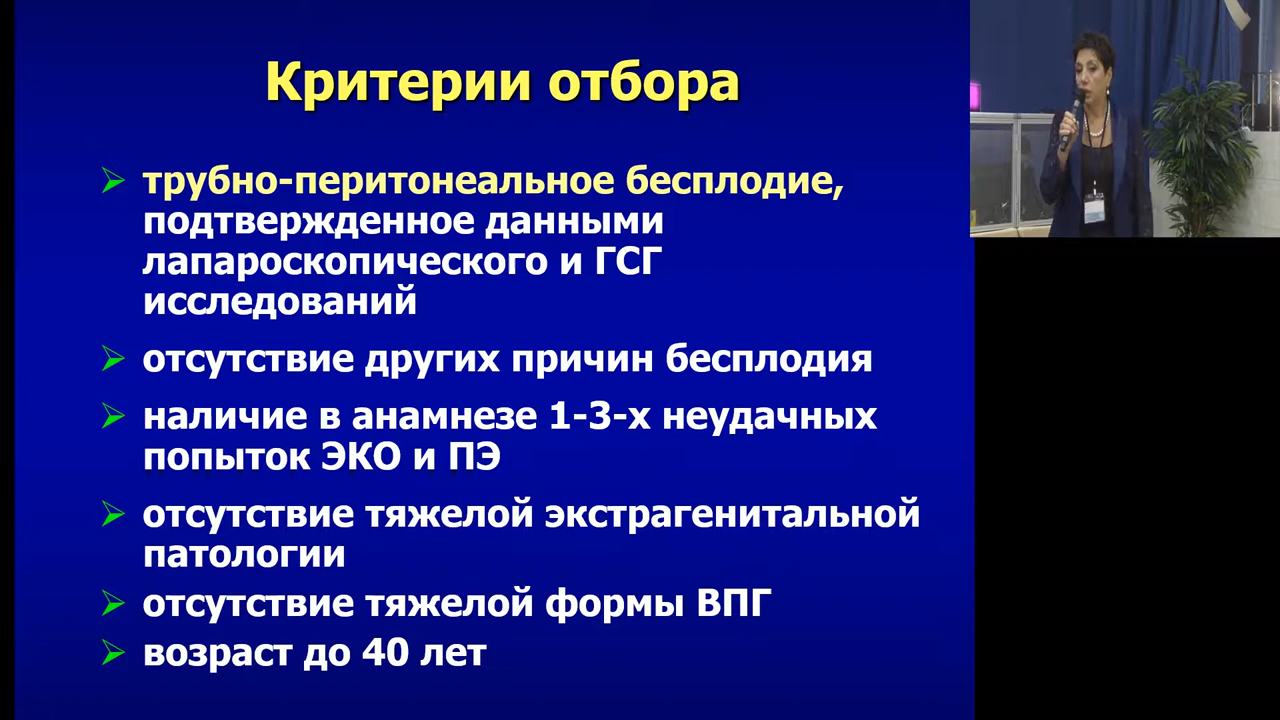 Критерии отбора
трубно-перитонеальное бесплодие,
подтвержденное данными
лапароскопического и ГСГ
исследований
отсутствие других причин бесплодия
наличие в анамнезе 1-3-х неудачных
попыток ЭКО и ПЭ
отсутствие тяжелой экстрагенитальной
патологии
отсутствие тяжелой формы ВПГ
возраст до 40 лет